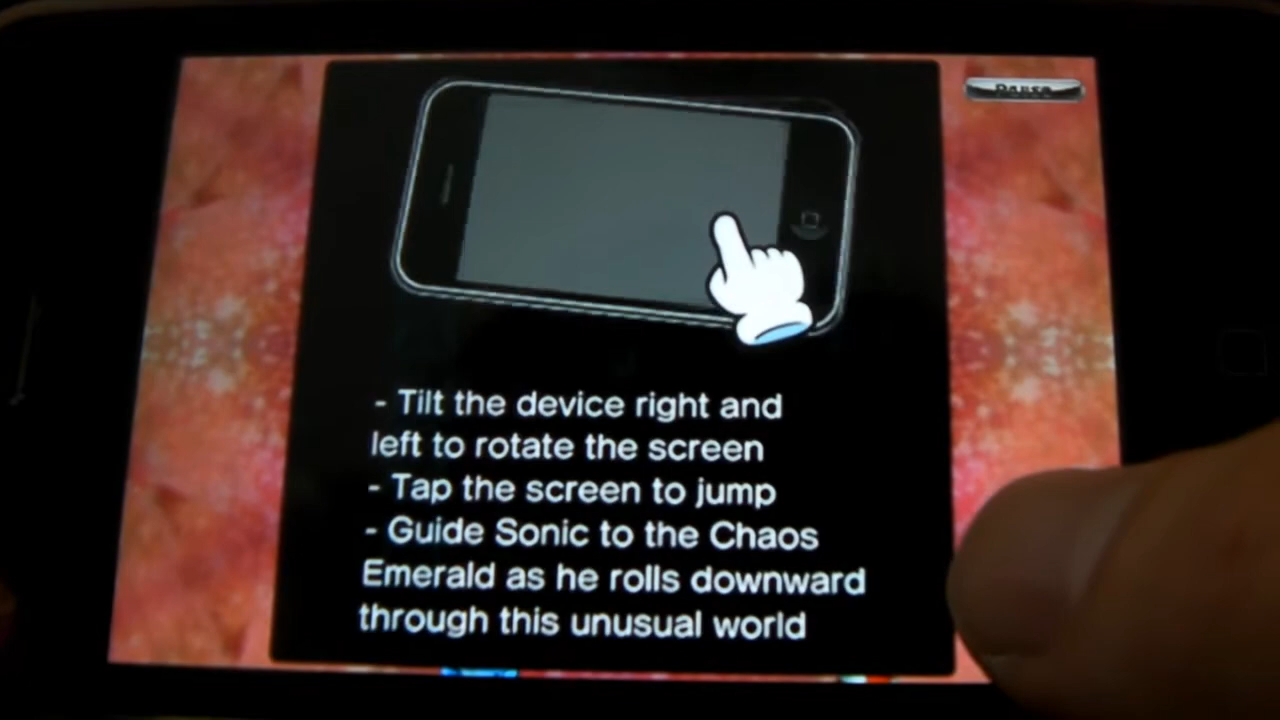 Pause
- Tilt the device right and
left to rotate the screen
- Tap the screen to jump
- Guide Sonic to the Chaos
Emerald as he rolls downward
through this unusual world